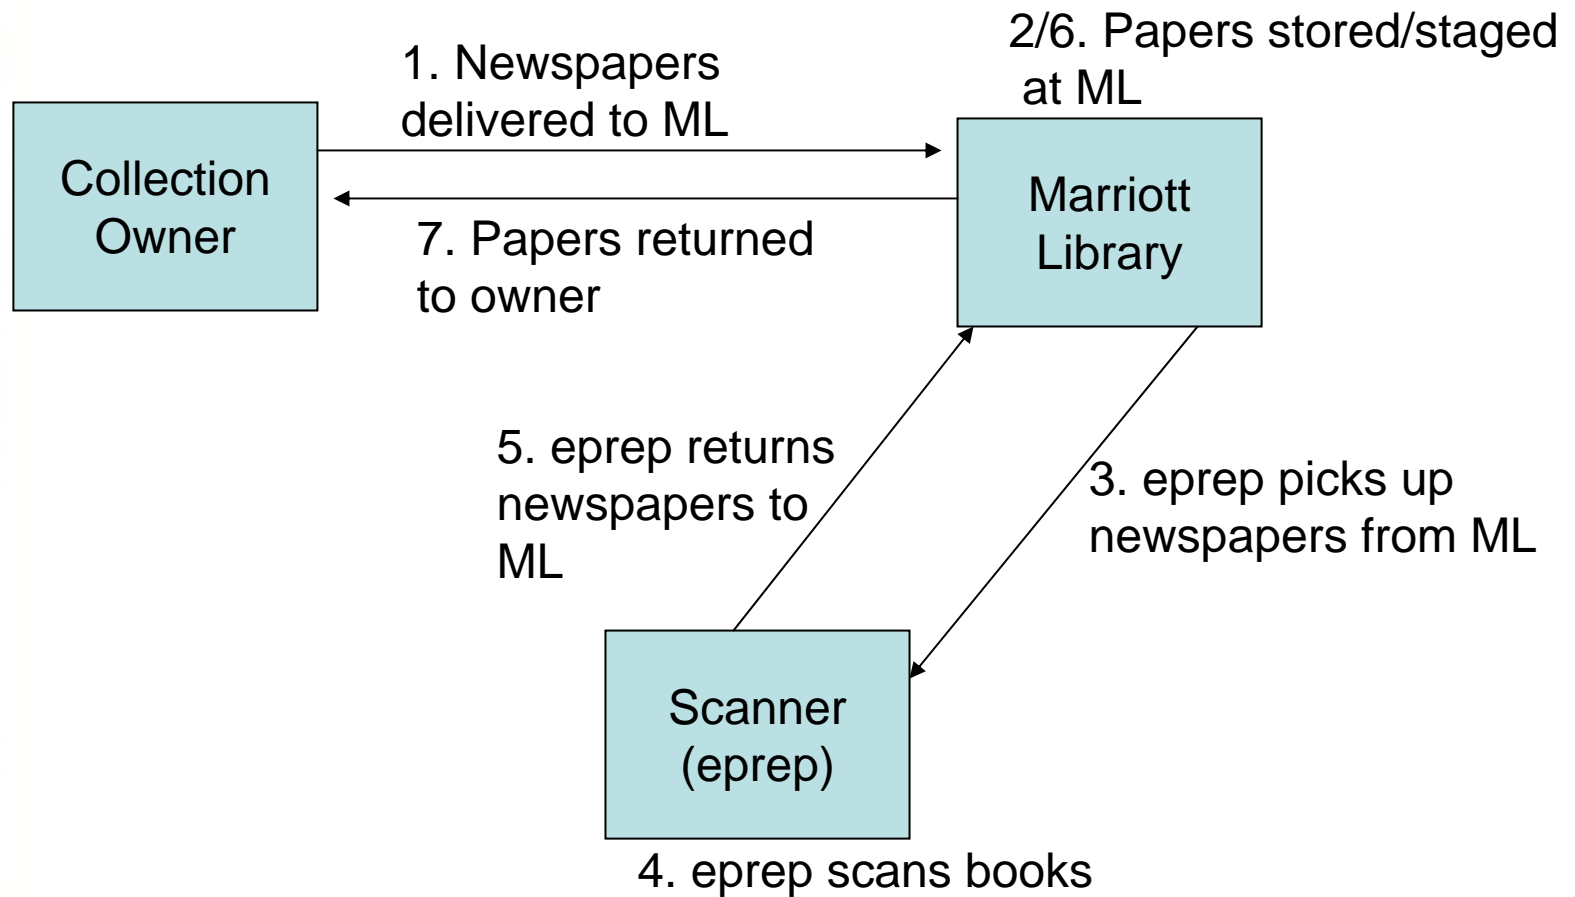 1. Newspapers
delivered to ML
2/6. Papers stored/staged
at ML
Collection
Owner
Marriott
Library
7. Papers returned
to owner
5. eprep returns
newspapers to
ML
3. eprep picks up
newspapers from ML
Scanner
(eprep)
4. eprep scans books